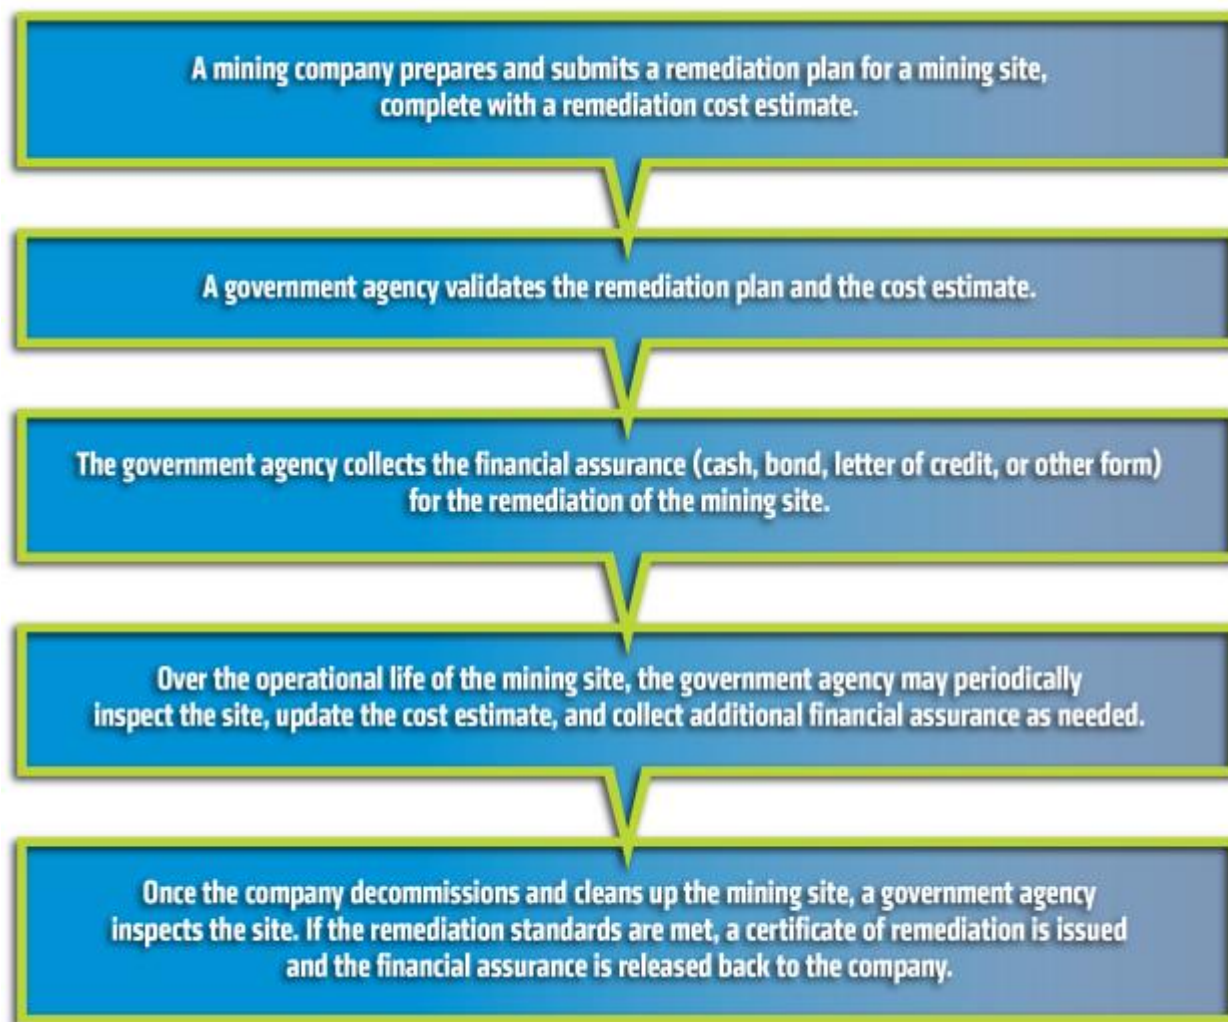 A mining company prepares and submits a remediation plan for a mining site,
complete with a remediation cost estimate.
A government agency validates the remediation plan and the cost estimate.
The government agency collects the financial assurance (cash, bond, letter of credit, or other form)
for the remediation of the mining site.
Over the operational life of the mining site, the government agency may periodically
inspect the site, update the cost estimate, and collect additional financial assurance as needed.
Once the company decommissions and cleans up the mining site, a government agency
inspects the site. If the remediation standards are met, a certificate of remediation is issued
and the financial assurance is released back to the company.